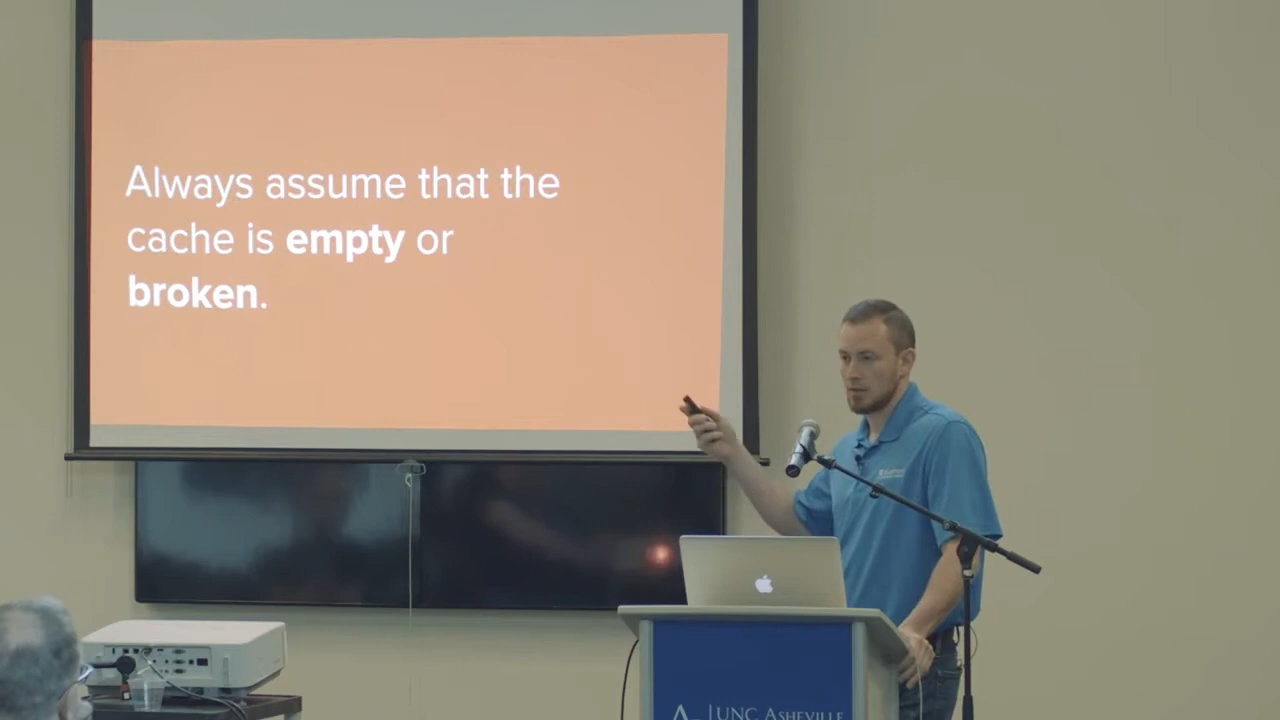 Always assume that the
cache is empty or
broken.
UNC ASHEVILLE